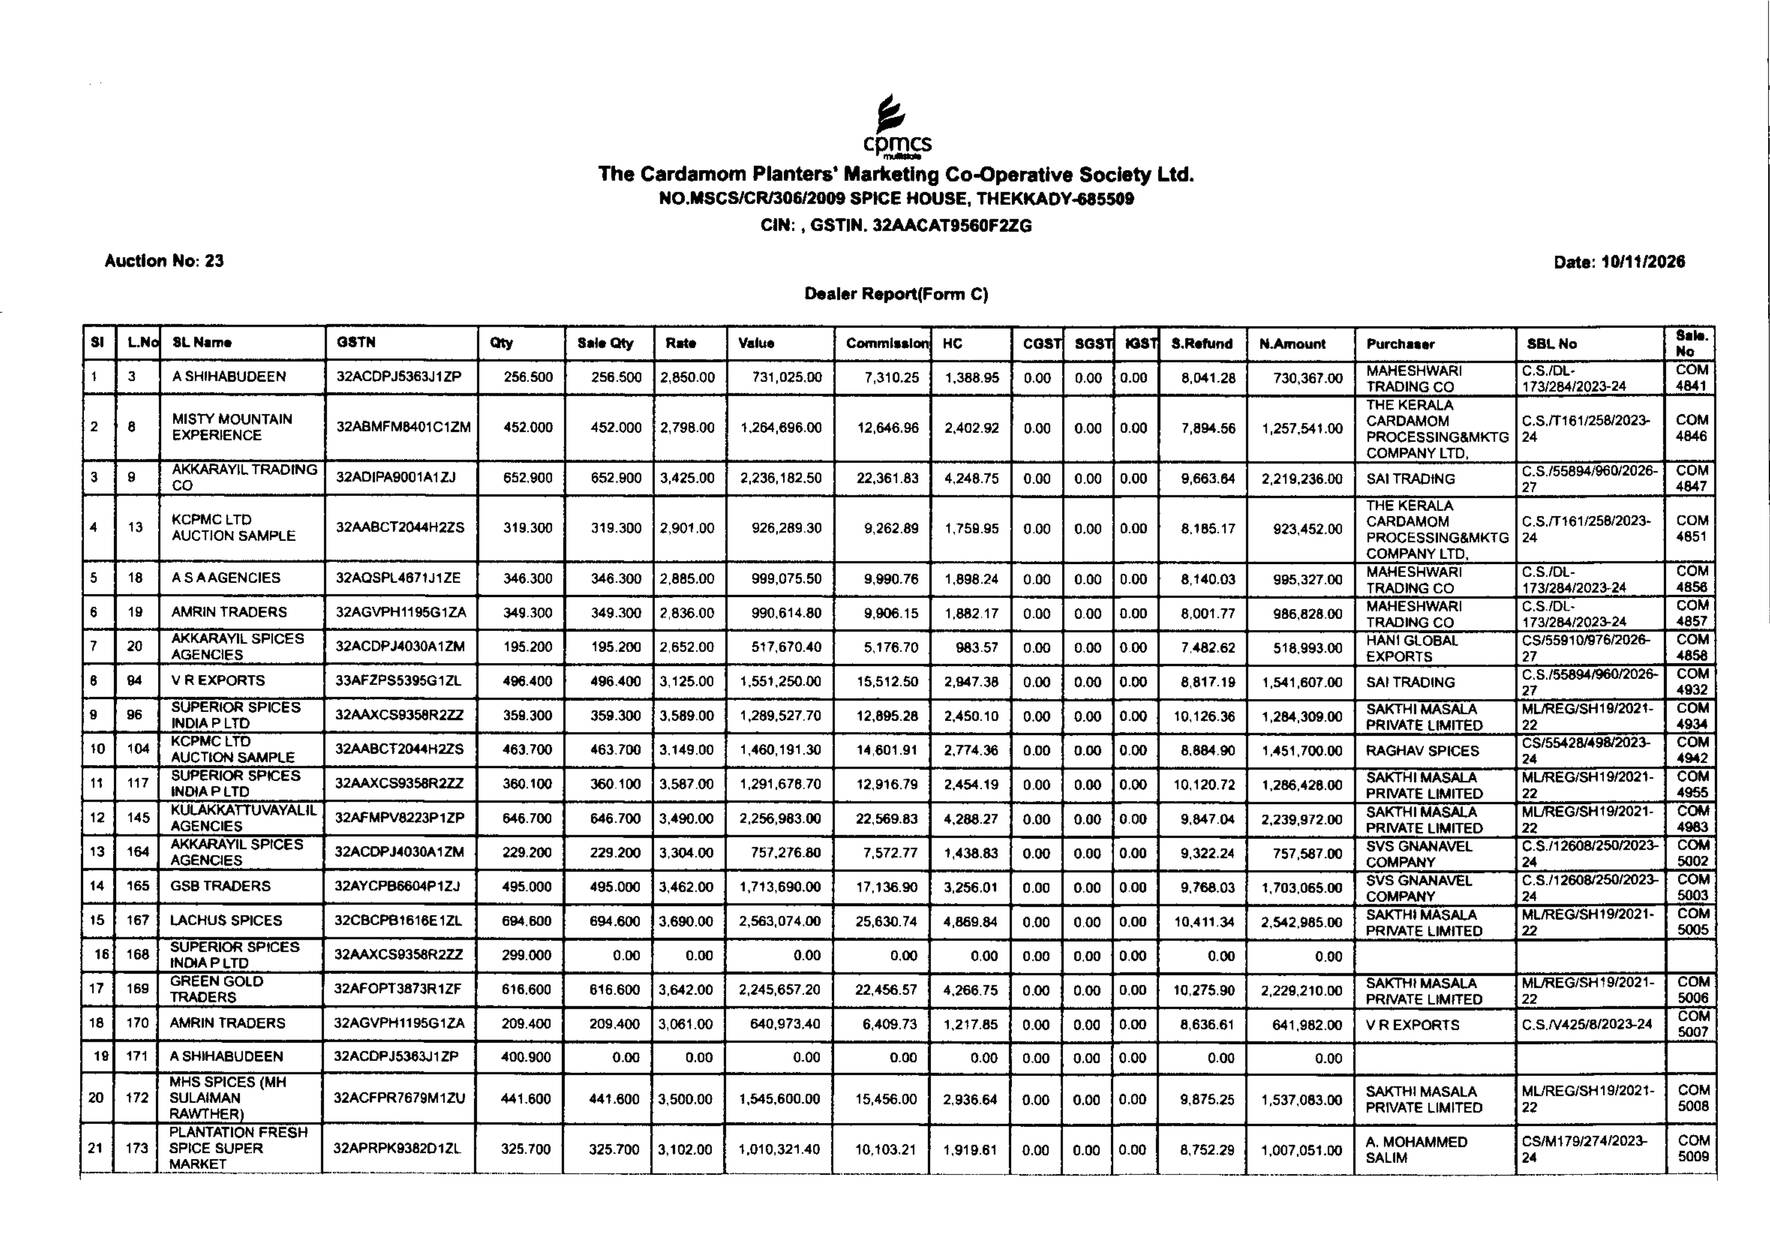 cpmcs
multistate
The Cardamom Planters' Marketing Co-Operative Society Ltd.
NO.MSCS/CR/306/2009 SPICE HOUSE, THEKKADY-685509
CIN: , GSTIN. 32AACAT9560F2ZG
Auction No: 23 Date: 10/11/2026
Dealer Report(Form C)
Sl L.No SL Name GSTN Qty Sale Qty Rate Value Commission HC CGST SGST IGST S.Refund N.Amount Purchaser SBL No Sale. No
1 3 A SHIHABUDEEN 32ACDPJ5363J1ZP 256.500 256.500 2,850.00 731,025.00 7,310.25 1,388.95 0.00 0.00 0.00 8,041.28 730,367.00 MAHESHWARI TRADING CO C.S./DL-173/284/2023-24 COM 4841
2 8 MISTY MOUNTAIN EXPERIENCE 32ABMFM8401C1ZM 452.000 452.000 2,798.00 1,264,696.00 12,646.96 2,402.92 0.00 0.00 0.00 7,894.56 1,257,541.00 THE KERALA CARDAMOM PROCESSING&MKTG COMPANY LTD, C.S./T161/258/2023-24 COM 4846
3 9 AKKARAYIL TRADING CO 32ADIPA9001A1ZJ 652.900 652.900 3,425.00 2,236,182.50 22,361.83 4,248.75 0.00 0.00 0.00 9,663.64 2,219,236.00 SAI TRADING C.S./55894/960/2026-27 COM 4847
4 13 KCPMC LTD AUCTION SAMPLE 32AABCT2044H2ZS 319.300 319.300 2,901.00 926,289.30 9,262.89 1,759.95 0.00 0.00 0.00 8,185.17 923,452.00 THE KERALA CARDAMOM PROCESSING&MKTG COMPANY LTD, C.S./T161/258/2023-24 COM 4851
5 18 A S A AGENCIES 32AQSPL4671J1ZE 346.300 346.300 2,885.00 999,075.50 9,990.76 1,898.24 0.00 0.00 0.00 8,140.03 995,327.00 MAHESHWARI TRADING CO C.S./DL-173/284/2023-24 COM 4856
6 19 AMRIN TRADERS 32AGVPH1195G1ZA 349.300 349.300 2,836.00 990,614.80 9,906.15 1,882.17 0.00 0.00 0.00 8,001.77 986,828.00 MAHESHWARI TRADING CO C.S./DL-173/284/2023-24 COM 4857
7 20 AKKARAYIL SPICES AGENCIES 32ACDPJ4030A1ZM 195.200 195.200 2,652.00 517,670.40 5,176.70 983.57 0.00 0.00 0.00 7,482.62 518,993.00 HANI GLOBAL EXPORTS CS/55910/976/2026-27 COM 4858
8 94 V R EXPORTS 33AFZPS5395G1ZL 496.400 496.400 3,125.00 1,551,250.00 15,512.50 2,947.38 0.00 0.00 0.00 8,817.19 1,541,607.00 SAI TRADING C.S./55894/960/2026-27 COM 4932
9 96 SUPERIOR SPICES INDIA P LTD 32AAXCS9358R2ZZ 359.300 359.300 3,589.00 1,289,527.70 12,895.28 2,450.10 0.00 0.00 0.00 10,126.36 1,284,309.00 SAKTHI MASALA PRIVATE LIMITED ML/REG/SH19/2021-22 COM 4934
10 104 KCPMC LTD AUCTION SAMPLE 32AABCT2044H2ZS 463.700 463.700 3,149.00 1,460,191.30 14,601.91 2,774.36 0.00 0.00 0.00 8,884.90 1,451,700.00 RAGHAV SPICES CS/55428/498/2023-24 COM 4942
11 117 SUPERIOR SPICES INDIA P LTD 32AAXCS9358R2ZZ 360.100 360.100 3,587.00 1,291,678.70 12,916.79 2,454.19 0.00 0.00 0.00 10,120.72 1,286,428.00 SAKTHI MASALA PRIVATE LIMITED ML/REG/SH19/2021-22 COM 4955
12 145 KULAKKATTUVAYALIL AGENCIES 32AFMPV8223P1ZP 646.700 646.700 3,490.00 2,256,983.00 22,569.83 4,288.27 0.00 0.00 0.00 9,847.04 2,239,972.00 SAKTHI MASALA PRIVATE LIMITED ML/REG/SH19/2021-22 COM 4983
13 164 AKKARAYIL SPICES AGENCIES 32ACDPJ4030A1ZM 229.200 229.200 3,304.00 757,276.80 7,572.77 1,438.83 0.00 0.00 0.00 9,322.24 757,587.00 SVS GNANAVEL COMPANY C.S./12608/250/2023-24 COM 5002
14 165 GSB TRADERS 32AYCPB6604P1ZJ 495.000 495.000 3,462.00 1,713,690.00 17,136.90 3,256.01 0.00 0.00 0.00 9,768.03 1,703,065.00 SVS GNANAVEL COMPANY C.S./12608/250/2023-24 COM 5003
15 167 LACHUS SPICES 32CBCPB1616E1ZL 694.600 694.600 3,690.00 2,563,074.00 25,630.74 4,869.84 0.00 0.00 0.00 10,411.34 2,542,985.00 SAKTHI MASALA PRIVATE LIMITED ML/REG/SH19/2021-22 COM 5005
16 168 SUPERIOR SPICES INDIA P LTD 32AAXCS9358R2ZZ 299.000 0.00 0.00 0.00 0.00 0.00 0.00 0.00 0.00 0.00 0.00
17 169 GREEN GOLD TRADERS 32AFOPT3873R1ZF 616.600 616.600 3,642.00 2,245,657.20 22,456.57 4,266.75 0.00 0.00 0.00 10,275.90 2,229,210.00 SAKTHI MASALA PRIVATE LIMITED ML/REG/SH19/2021-22 COM 5006
18 170 AMRIN TRADERS 32AGVPH1195G1ZA 209.400 209.400 3,061.00 640,973.40 6,409.73 1,217.85 0.00 0.00 0.00 8,636.61 641,982.00 V R EXPORTS C.S./V425/8/2023-24 COM 5007
19 171 A SHIHABUDEEN 32ACDPJ5363J1ZP 400.900 0.00 0.00 0.00 0.00 0.00 0.00 0.00 0.00 0.00 0.00
20 172 MHS SPICES (MH SULAIMAN RAWTHER) 32ACFPR7679M1ZU 441.600 441.600 3,500.00 1,545,600.00 15,456.00 2,936.64 0.00 0.00 0.00 9,875.25 1,537,083.00 SAKTHI MASALA PRIVATE LIMITED ML/REG/SH19/2021-22 COM 5008
21 173 PLANTATION FRESH SPICE SUPER MARKET 32APRPK9382D1ZL 325.700 325.700 3,102.00 1,010,321.40 10,103.21 1,919.61 0.00 0.00 0.00 8,752.29 1,007,051.00 A. MOHAMMED SALIM CS/M179/274/2023-24 COM 5009